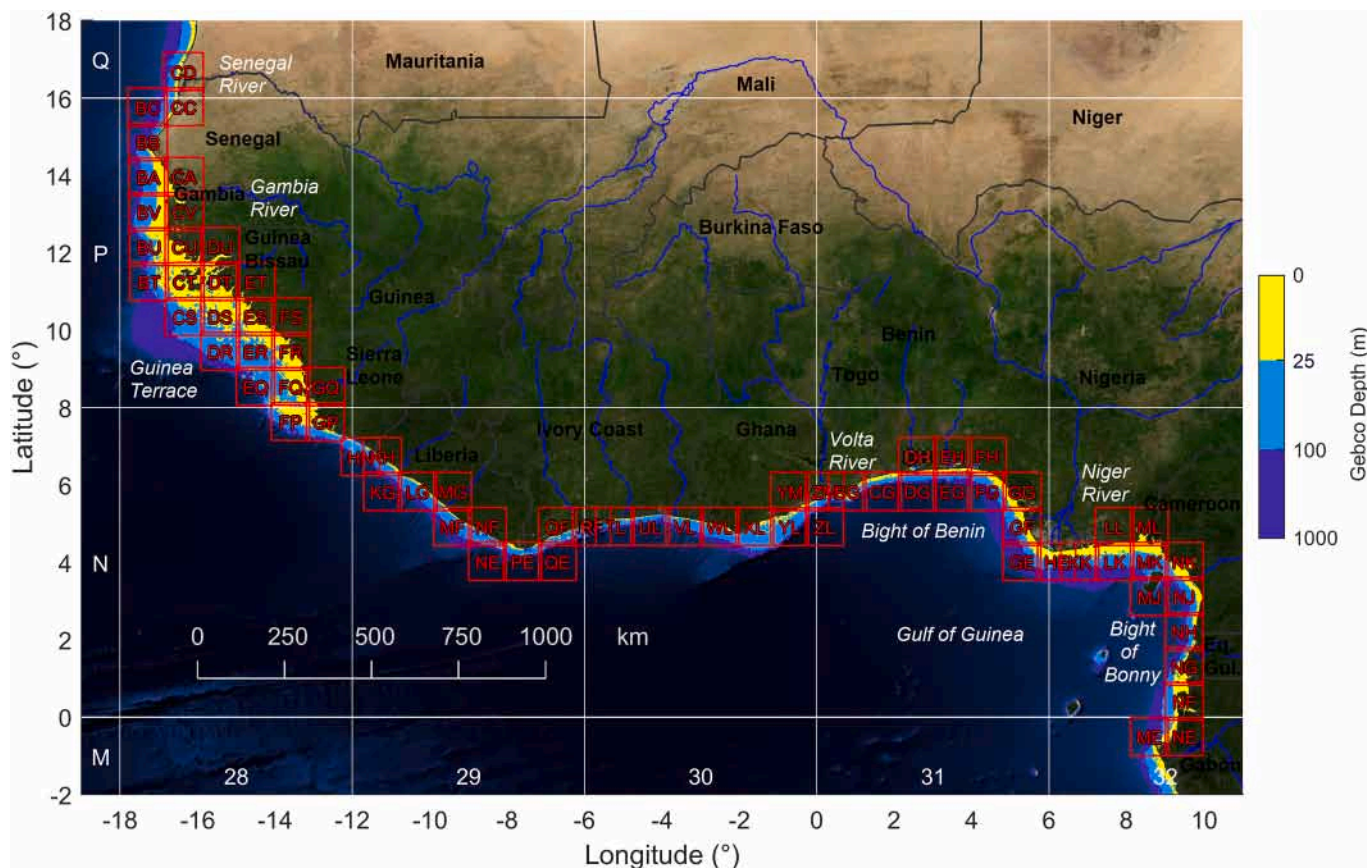 18
16
14
12
10
8
6
4
2
0
-2
Latitude (°)
Q
P
N
M
Senegal
River
Mauritania
Mali
Niger
CD
BC CC
Senegal
BB
BA CA
Gambia
Gambia
River
BV CV
Burkina Faso
BU CU DU
Guinea
Bissau
BT CT DT ET
Guinea
CS DS ES FS
Benin
DR ER FR
Sierra
Leone
Guinea
Terrace
EQ FQ GQ
Togo
Nigeria
FP GP
Ivory Coast
Ghana
Volta
River
HH
Liberia
DH EH FH
KG LG MG
YM BG CG DG EG FG GG
Niger
River
Cameroon
MF NF
TL UL VL WL XL YL ZL
Bight of Benin
GF
LL ML
NE PE QE
GE LK MK NK
MJ NJ
0 250 500 750 1000 km
Gulf of Guinea
Bight
of
Bonny
NH
Eq.
Gui.
NG
NF
ME NE
Gabon
28 29 30 31 32
-18 -16 -14 -12 -10 -8 -6 -4 -2 0 2 4 6 8 10
Longitude (°)
0
25
100
1000
Gebco Depth (m)